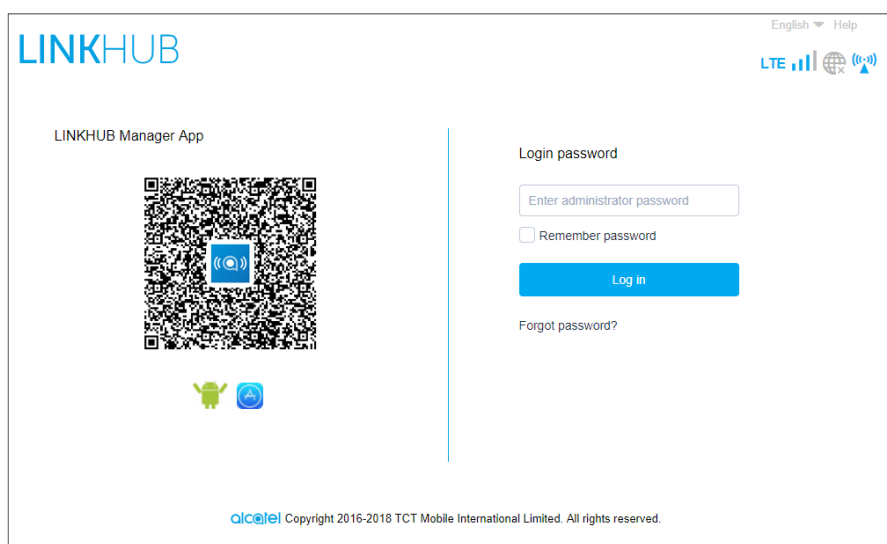 English Help
LINKHUB
LTE
LINKHUB Manager App
Login password
Enter administrator password
Remember password
Log in
Forgot password?
alcatel Copyright 2016-2018 TCT Mobile International Limited. All rights reserved.